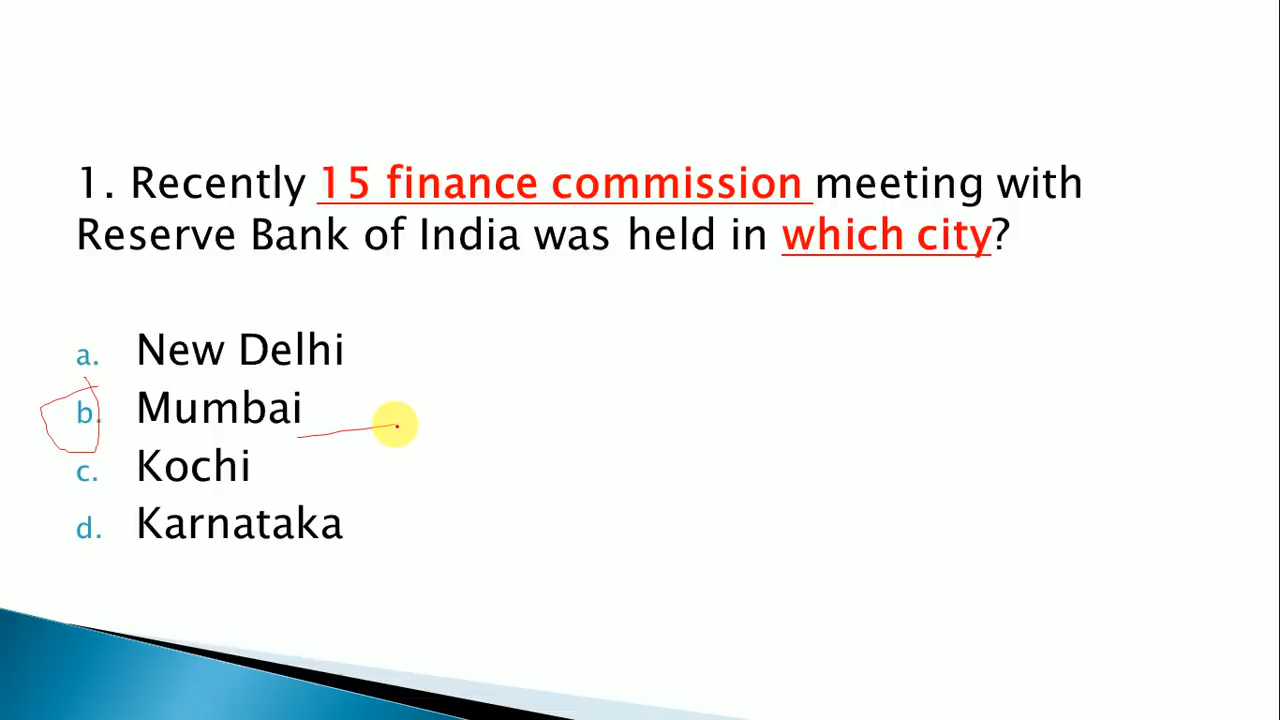 1. Recently 15 finance commission meeting with
Reserve Bank of India was held in which city?
a. New Delhi
b. Mumbai
c. Kochi
d. Karnataka